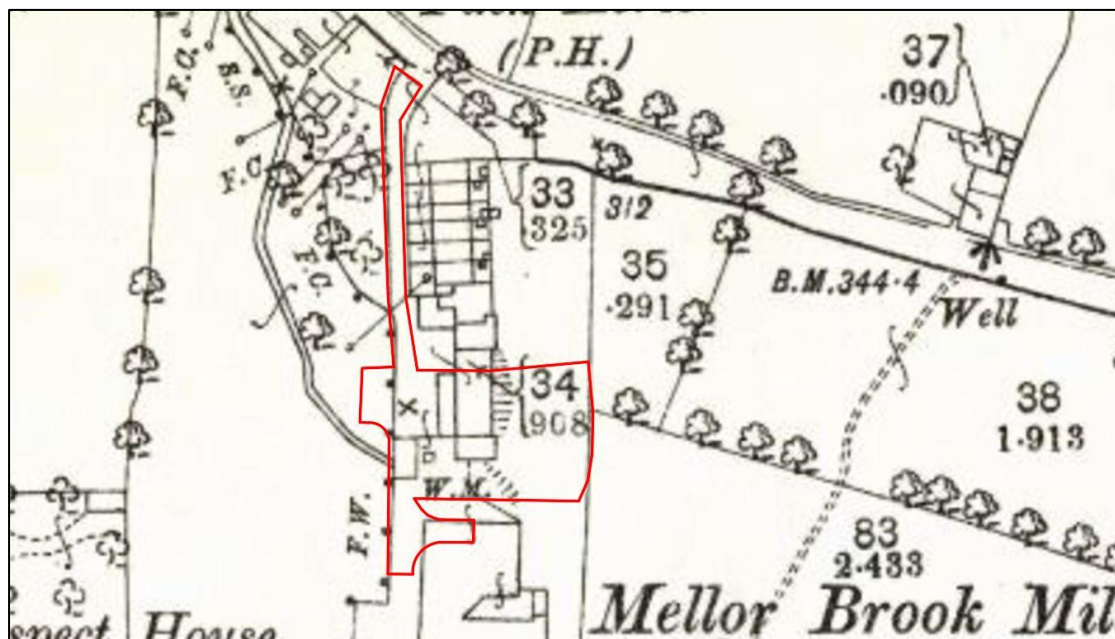 (P.H.)
37
.090
F.C.
S.S.
F.C
33
325
312
35
.291
B.M.344.4
Well
F.C.
34
908
38
1.913
W.M.
F.W.
83
2.433
Mellor Brook Mil
spect House